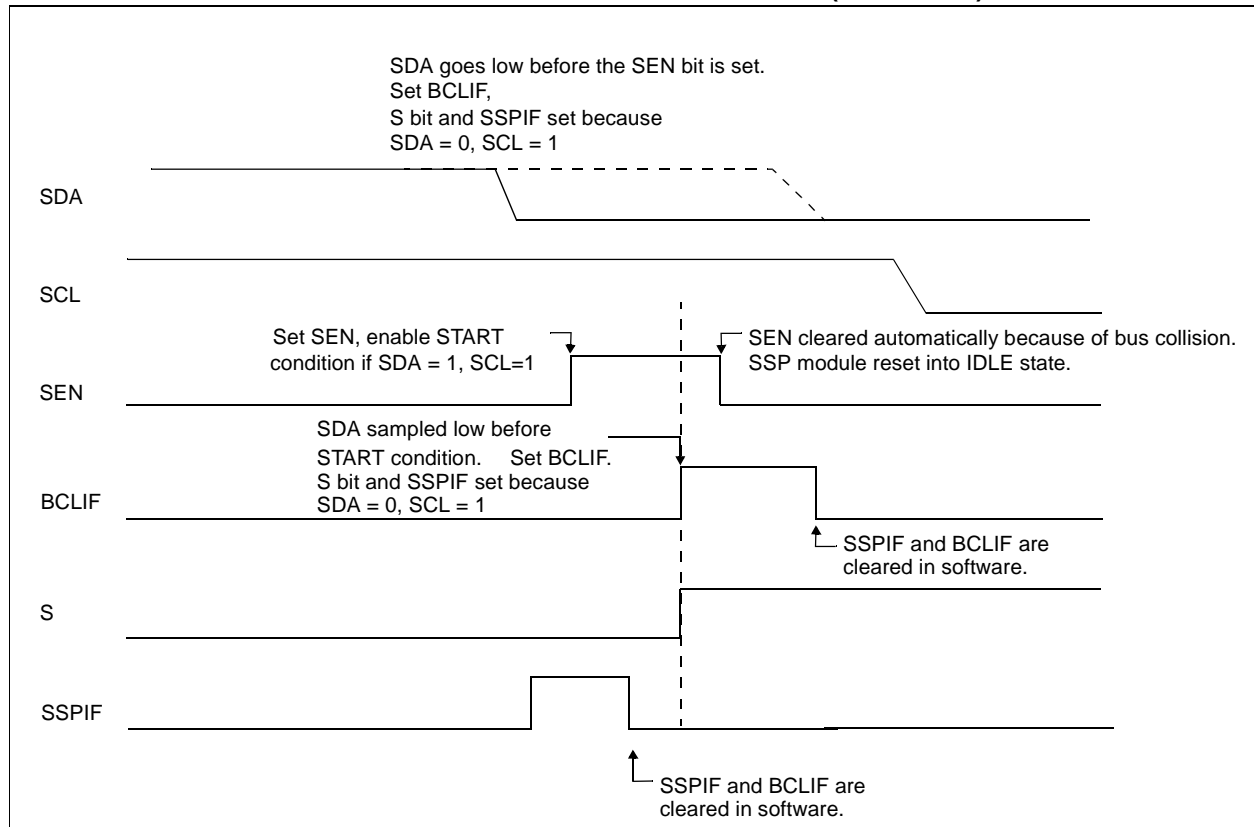 SDA goes low before the SEN bit is set.
Set BCLIF,
S bit and SSPIF set because
SDA = 0, SCL = 1
SDA
SCL
Set SEN, enable START
condition if SDA = 1, SCL=1
SEN cleared automatically because of bus collision.
SSP module reset into IDLE state.
SEN
SDA sampled low before
START condition. Set BCLIF.
S bit and SSPIF set because
SDA = 0, SCL = 1
BCLIF
SSPIF and BCLIF are
cleared in software.
S
SSPIF
SSPIF and BCLIF are
cleared in software.